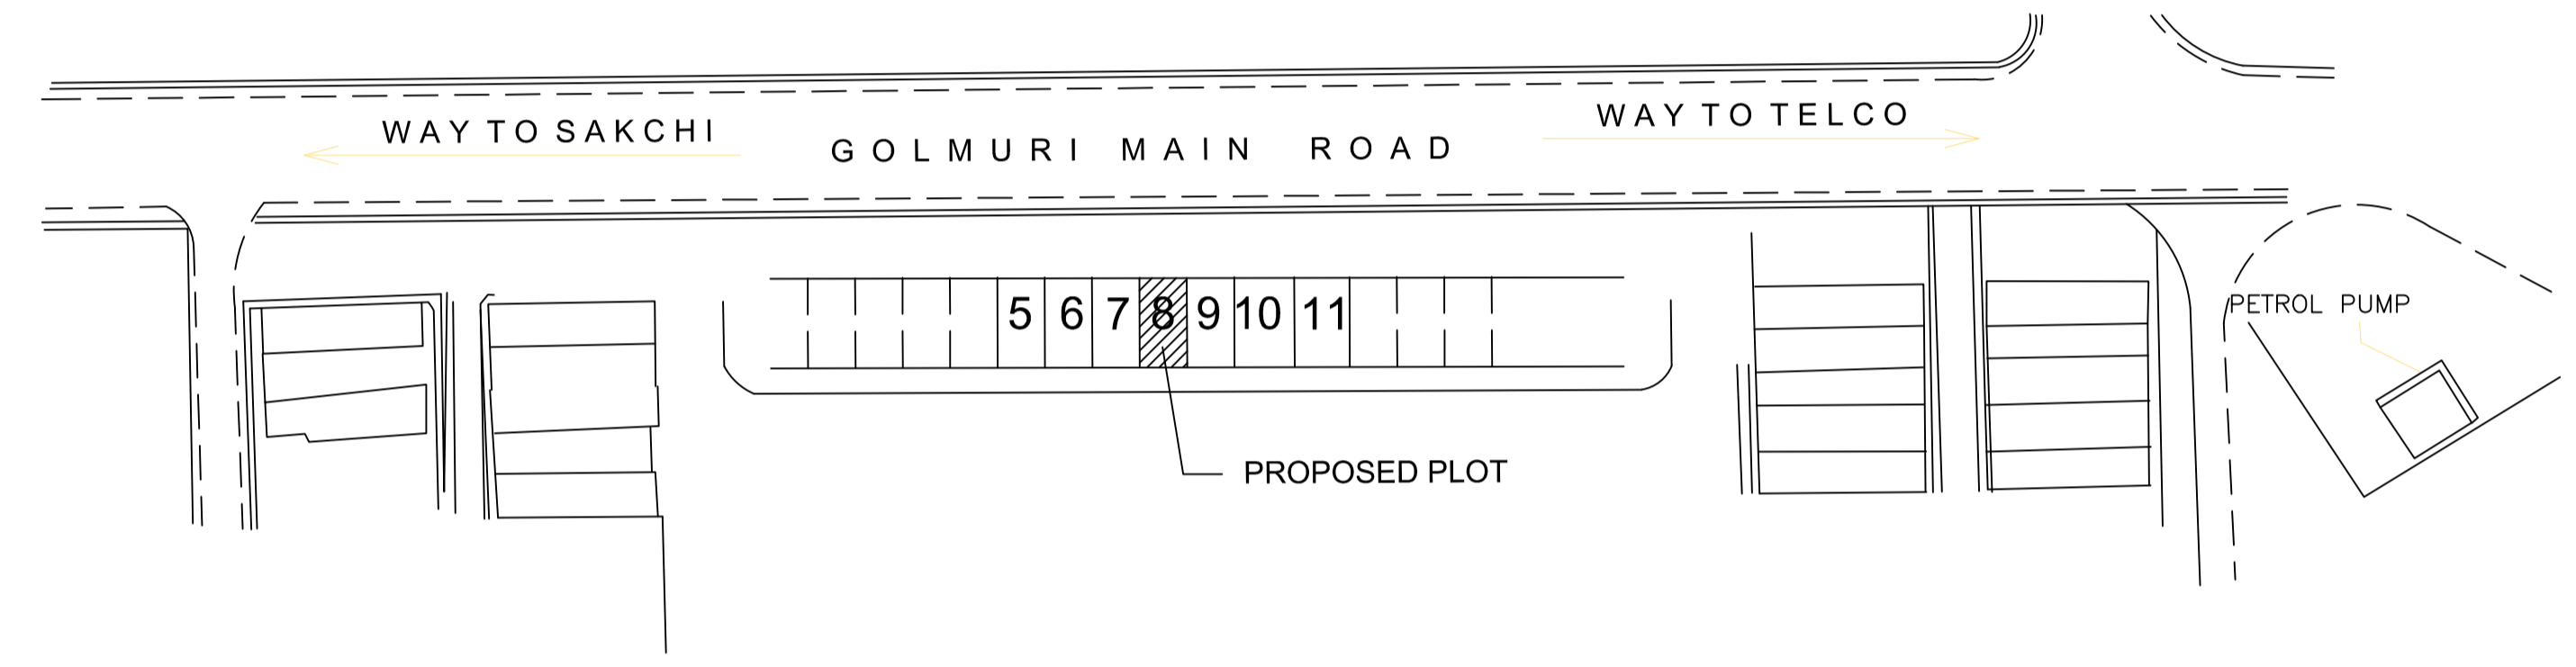 WAY TO TELCO
WAY TO SAKCHI
GOLMURI MAIN ROAD
5 6 7 8 9 10 11
PETROL PUMP
PROPOSED PLOT